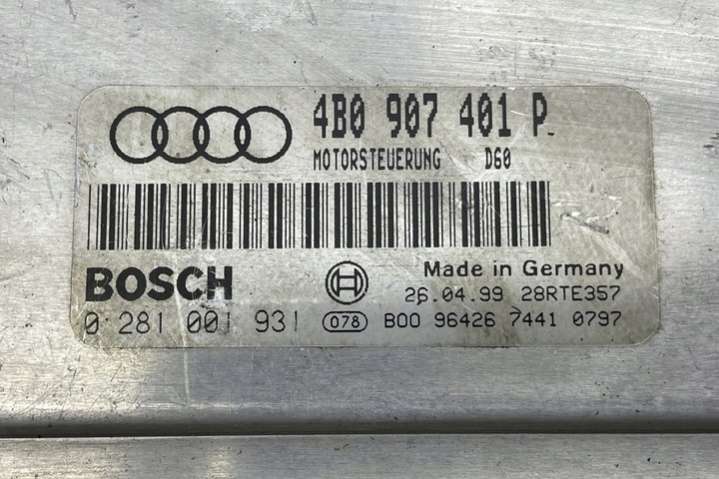 4B0 907 401 P
MOTORSTEUERUNG D60
BOSCH
Made in Germany
26.04.99 28RTE357
0 281 001 931 078 B00 96426 7441 0797